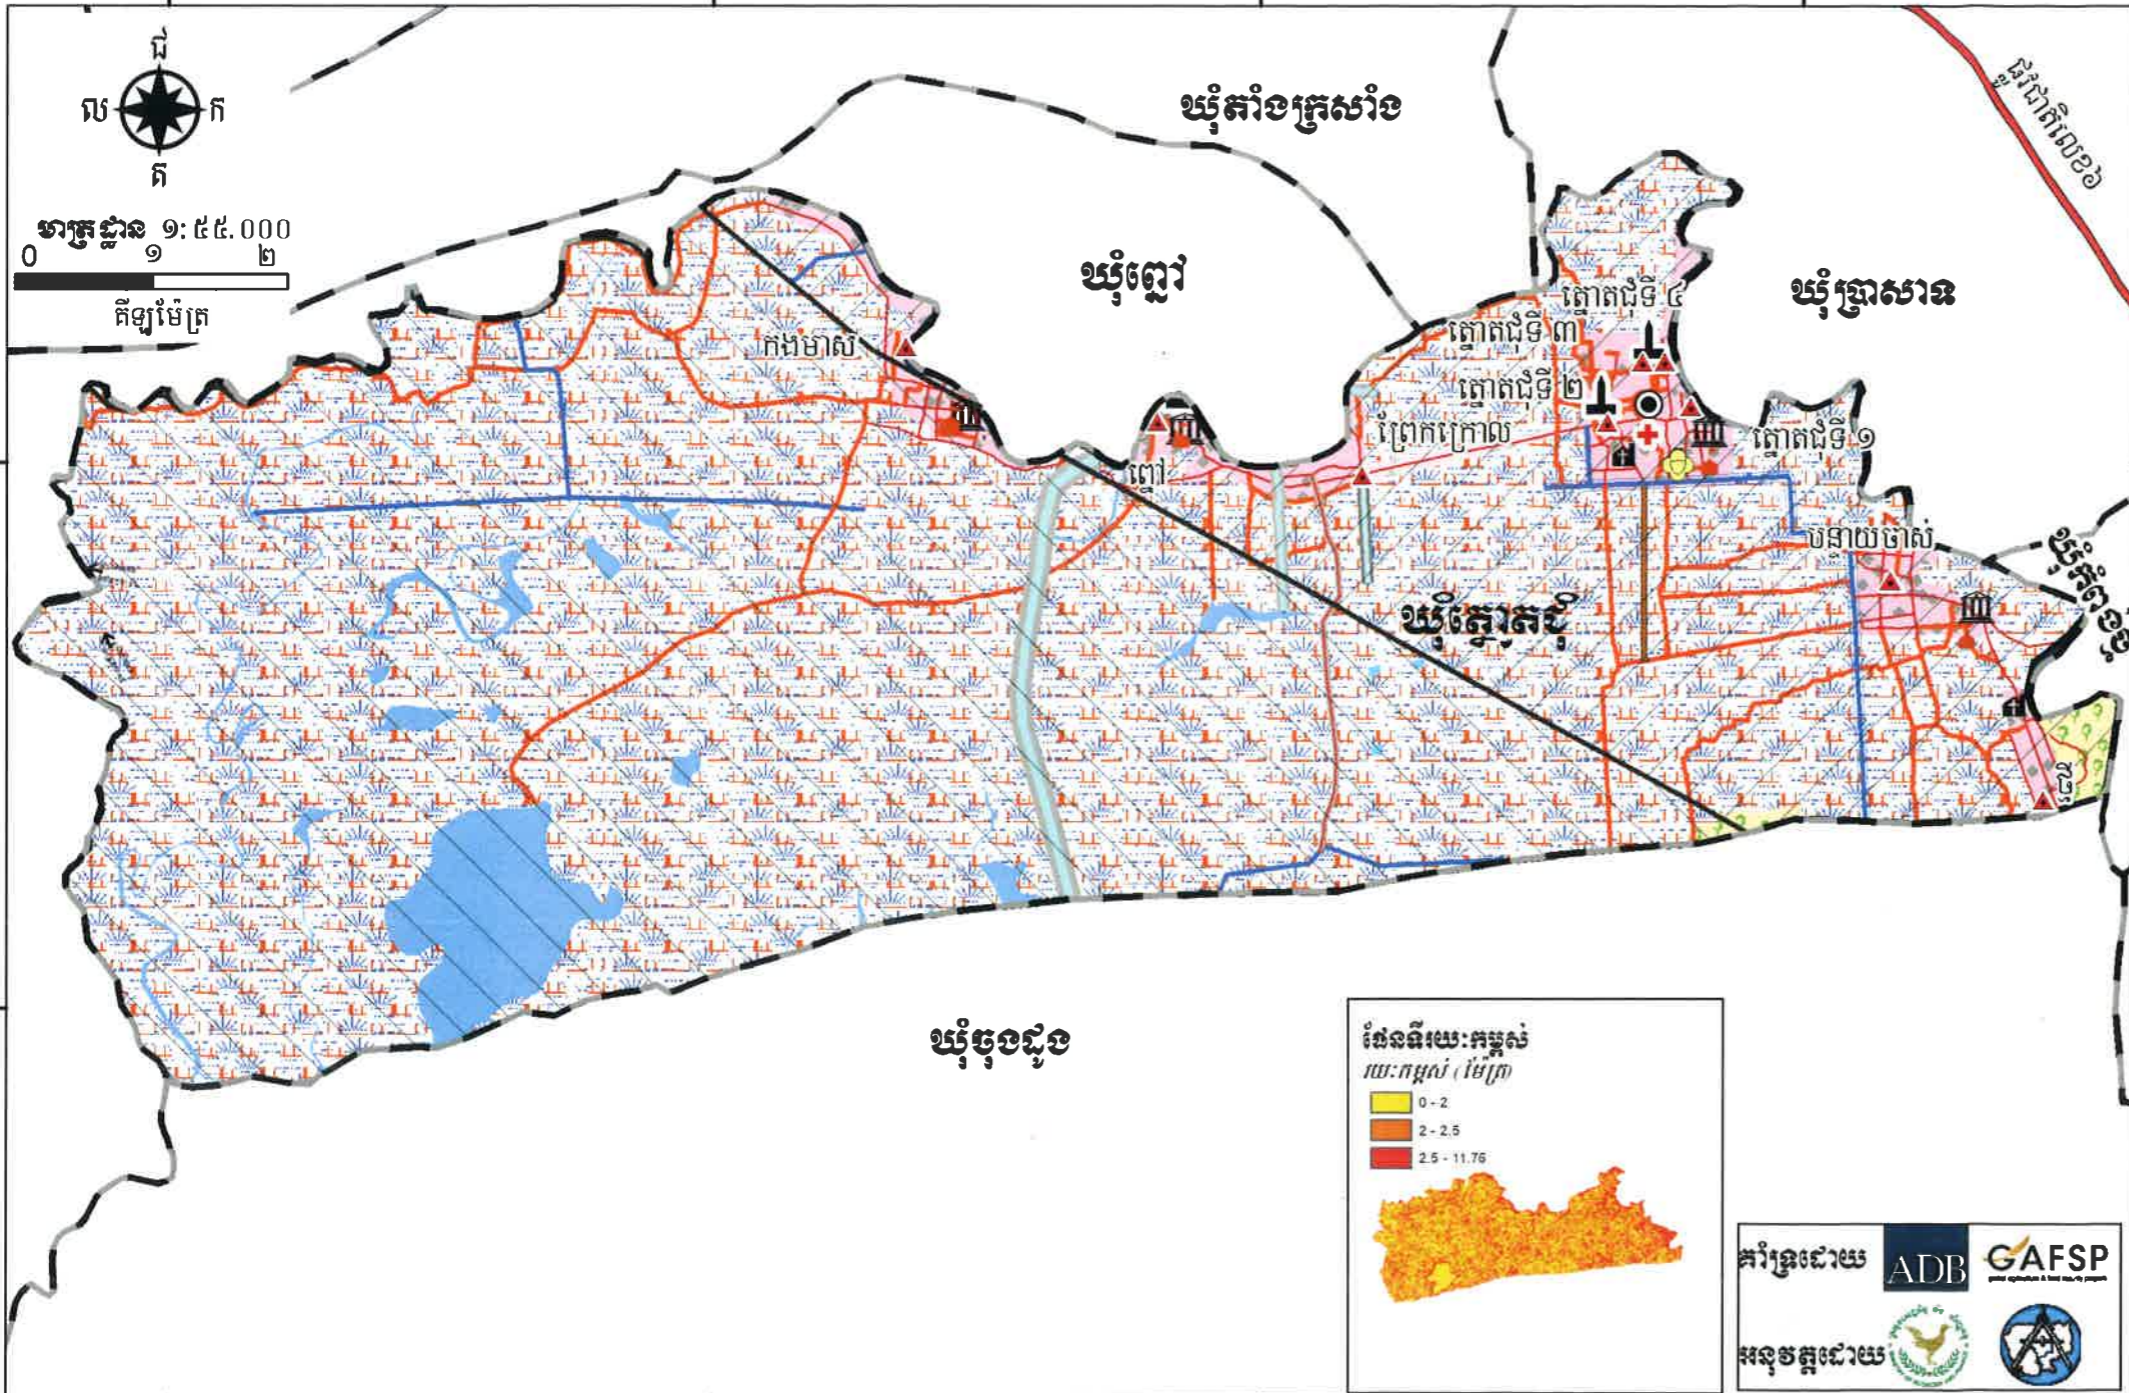 ជ
ល
ក
ត
មាត្រដ្ឋាន ១:៥៥.០០០
0 ១ ២
គីឡូម៉ែត្រ
ឃុំតាំងក្រសាំង
ផ្លូវជាតិលេខ៦
ឃុំព្នៅ
ឃុំប្រាសាទ
ត្នោតជុំទី ៤
ត្នោតជុំទី ៣
កងមាស
ត្នោតជុំទី ២
ព្រែកក្រោល
ត្នោតជុំទី ១
ព្នៅ
បន្ទាយចាស់
ឃុំត្នោតជុំ
ឃុំចុងដូង
ផែនទីរយៈកម្ពស់
រយៈកម្ពស់ (ម៉ែត្រ)
0 - 2
2 - 2.5
2.5 - 11.76
គាំទ្រដោយ
ADB
GAFSP
អនុវត្តដោយ